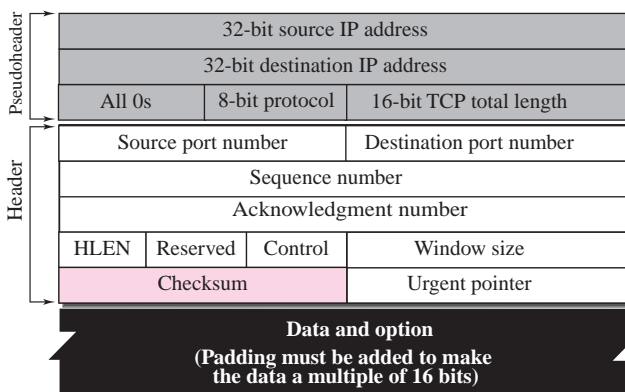 Pseudoheader
32-bit source IP address
32-bit destination IP address
All 0s 8-bit protocol 16-bit TCP total length
Header
Source port number Destination port number
Sequence number
Acknowledgment number
HLEN Reserved Control Window size
Checksum Urgent pointer
Data and option
(Padding must be added to make
the data a multiple of 16 bits)